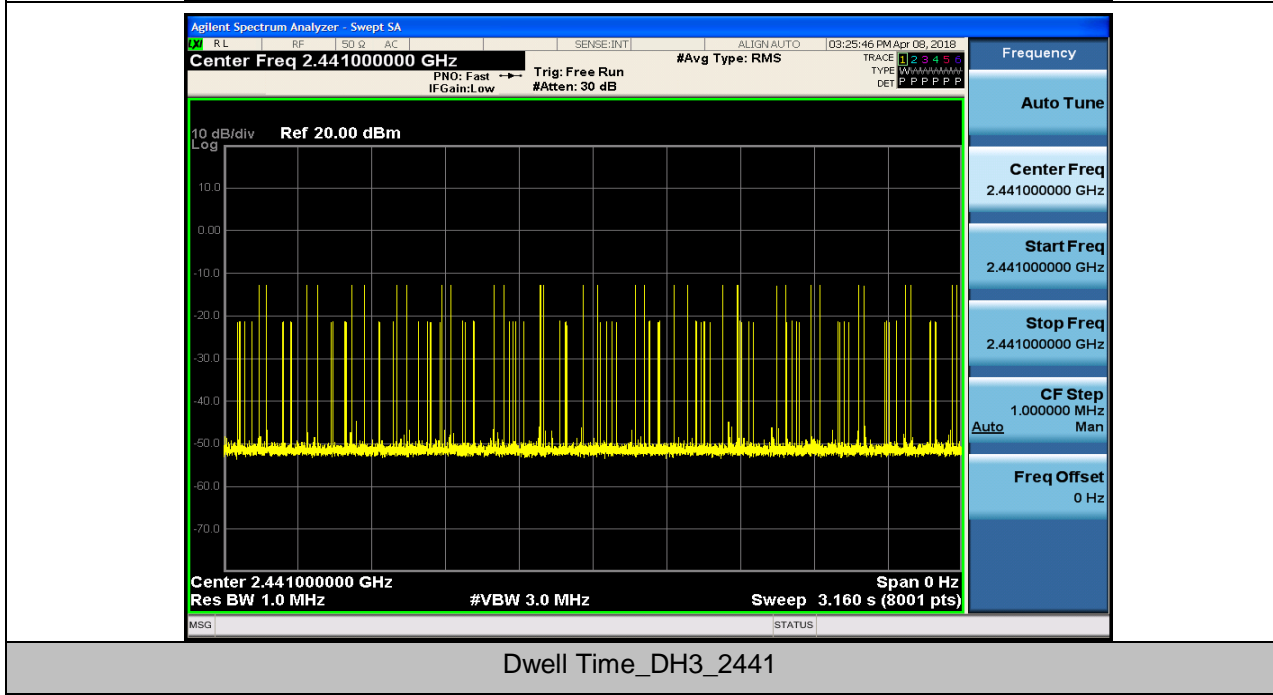 Agilent Spectrum Analyzer - Swept SA
LXI RL RF 50 Ω AC SENSE:INT ALIGN AUTO 03:25:46 PM Apr 08, 2018
Center Freq 2.441000000 GHz
PNO: Fast
IFGain:Low
Trig: Free Run
#Atten: 30 dB
#Avg Type: RMS
TRACE 1 2 3 4 5 6
TYPE
DET P P P P P P
10 dB/div Ref 20.00 dBm
Log
10.0
0.00
-10.0
-20.0
-30.0
-40.0
-50.0
-60.0
-70.0
Center 2.441000000 GHz Span 0 Hz
Res BW 1.0 MHz #VBW 3.0 MHz Sweep 3.160 s (8001 pts)
MSG STATUS
Frequency
Auto Tune
Center Freq
2.441000000 GHz
Start Freq
2.441000000 GHz
Stop Freq
2.441000000 GHz
CF Step
1.000000 MHz
Auto Man
Freq Offset
0 Hz
Dwell Time_DH3_2441